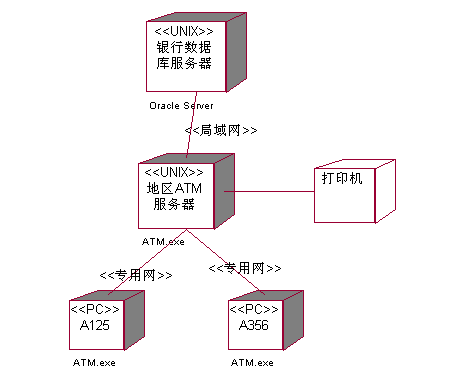 <<UNIX>>
银行数据
库服务器
Oracle Server
<<局域网>>
<<UNIX>>
地区ATM
服务器
打印机
ATM.exe
<<专用网>>
<<专用网>>
<<PC>>
A125
<<PC>>
A356
ATM.exe
ATM.exe